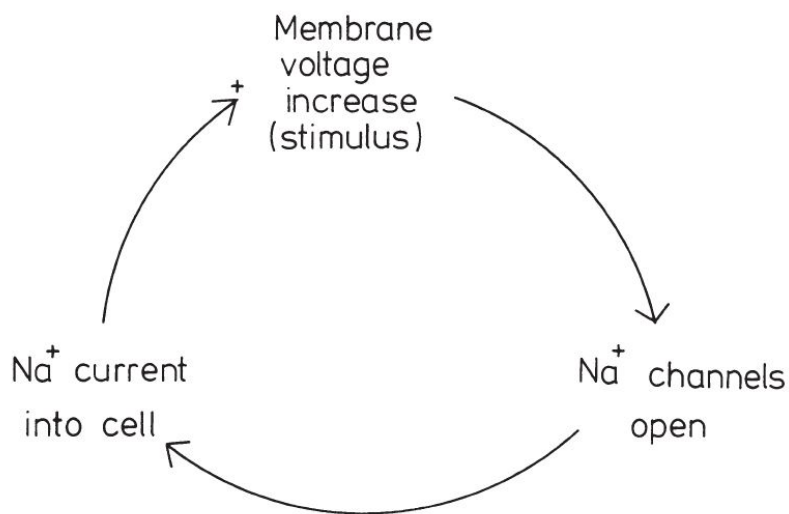 Membrane
voltage
+
increase
(stimulus)
Na⁺ current
into cell
Na⁺ channels
open